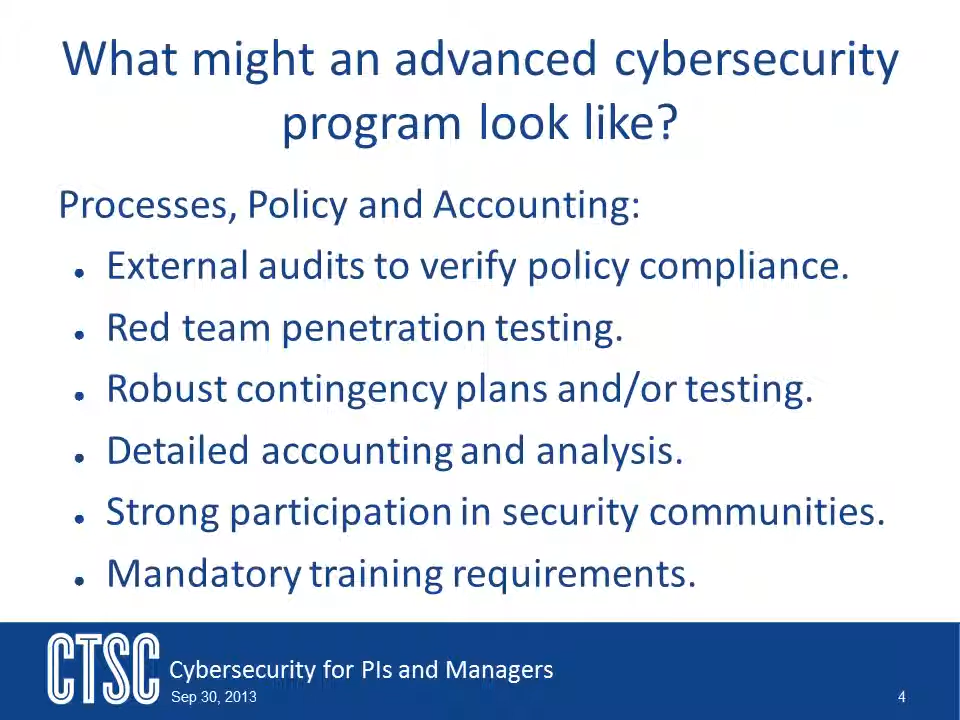 What might an advanced cybersecurity
program look like?
Processes, Policy and Accounting:
• External audits to verify policy compliance.
• Red team penetration testing.
• Robust contingency plans and/or testing.
• Detailed accounting and analysis.
• Strong participation in security communities.
• Mandatory training requirements.
CTSC
Cybersecurity for PIs and Managers
Sep 30, 2013
4